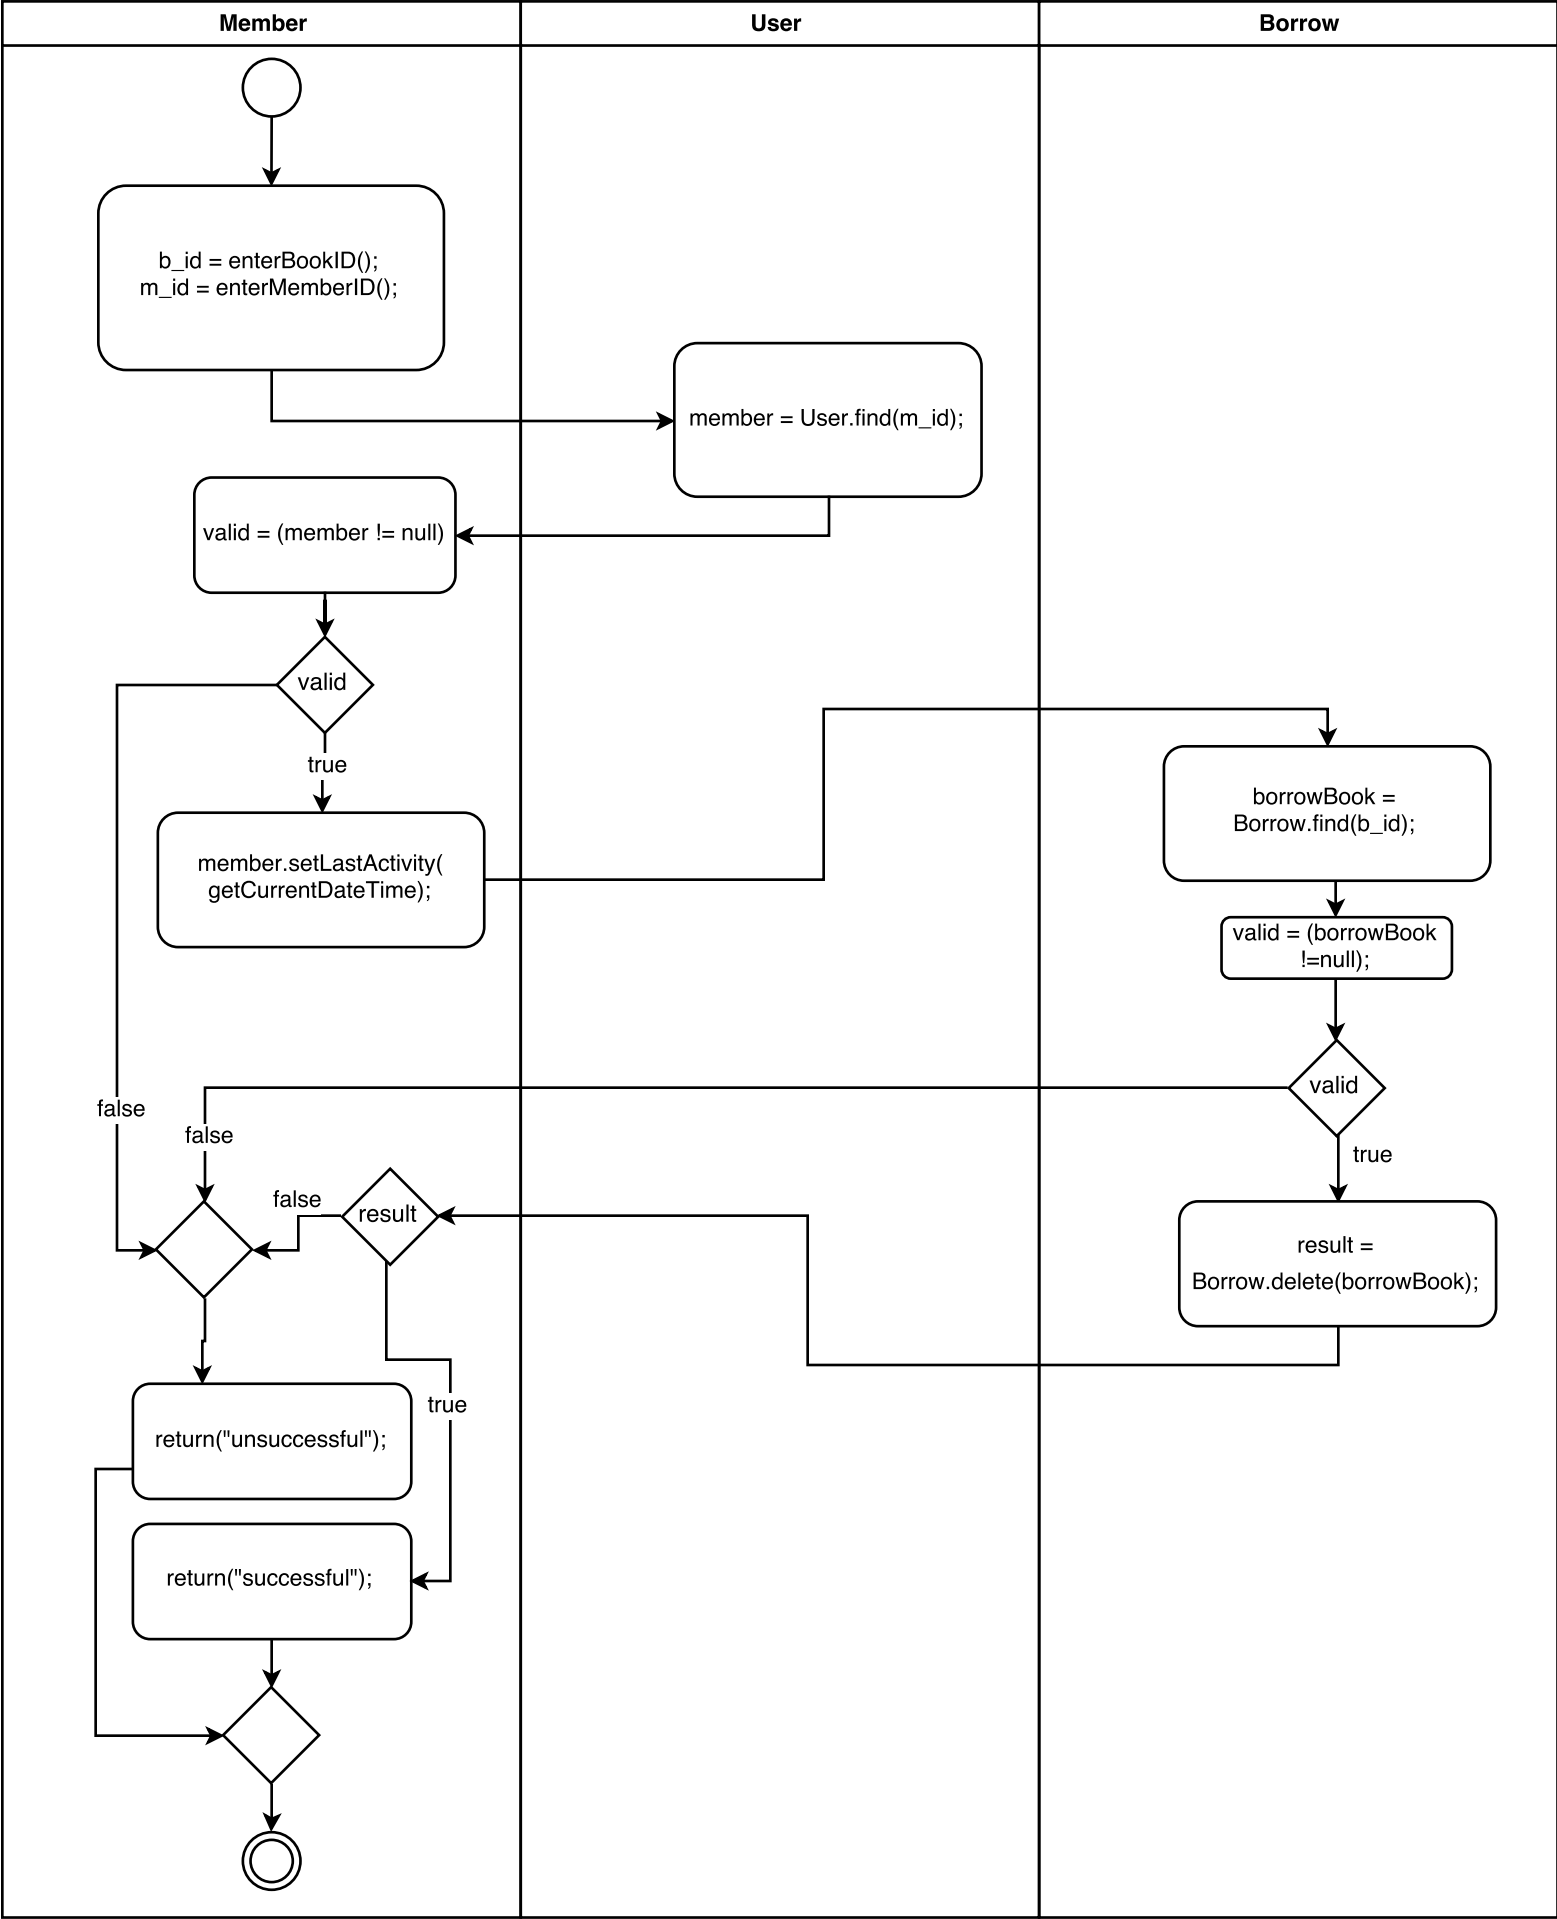 Member
User
Borrow
b_id = enterBookID();
m_id = enterMemberID();
member = User.find(m_id);
valid = (member != null)
valid
true
member.setLastActivity(
getCurrentDateTime);
borrowBook =
Borrow.find(b_id);
valid = (borrowBook
!=null);
valid
true
false
false
false
result
result =
Borrow.delete(borrowBook);
true
return("unsuccessful");
return("successful");